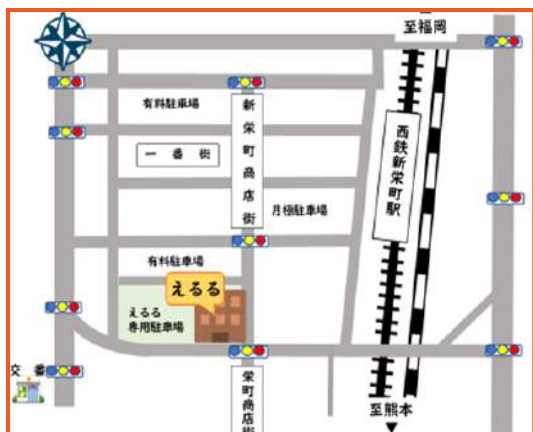 至福岡
有料駐車場
新栄町商店街
一番街
西鉄新栄町駅
月極駐車場
有料駐車場
えるる
えるる
専用駐車場
交番
栄町商店街
至熊本